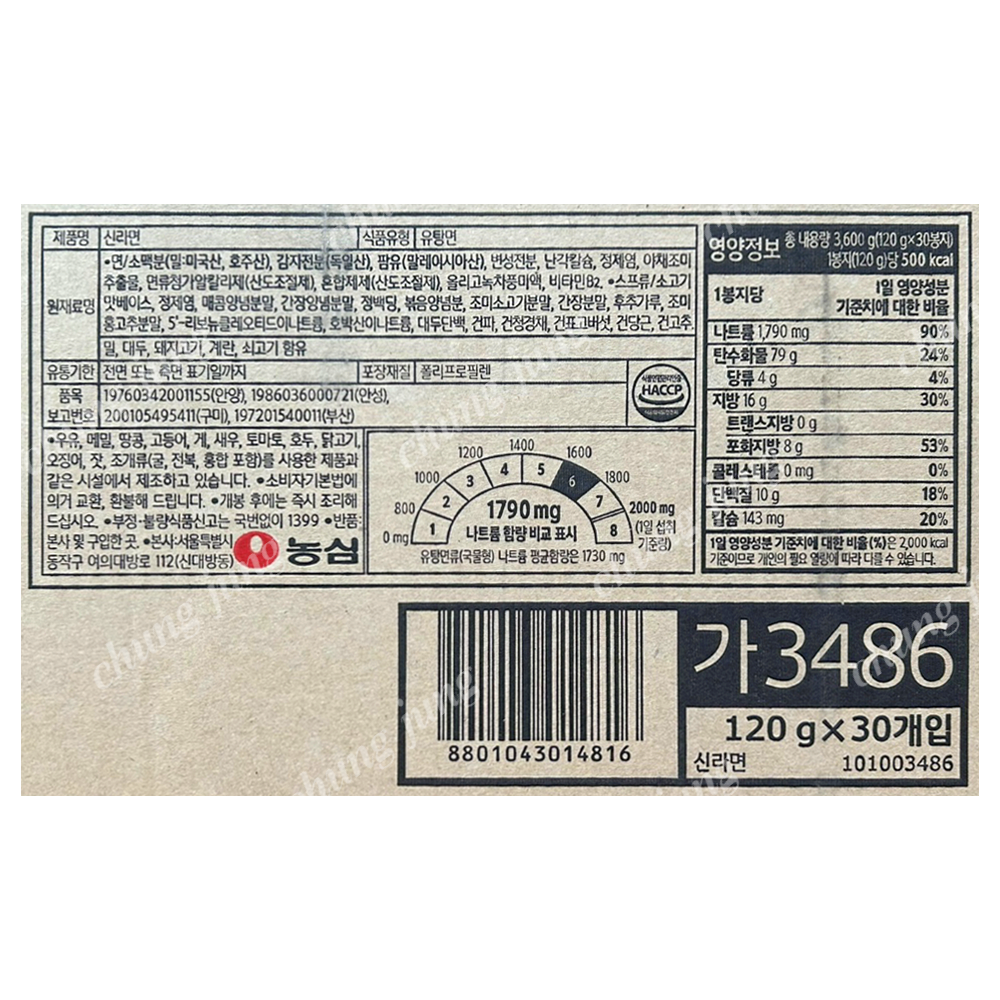 제품명 신라면 식품유형 유탕면
원재료명
•면/소맥분(밀:미국산, 호주산), 감자전분(독일산), 팜유(말레이시아산), 변성전분, 난각칼슘, 정제염, 야채조미
추출물, 면류첨가알칼리제(산도조절제), 혼합제제(산도조절제), 올리고녹차풍미액, 비타민B2. •스프류/소고기
맛베이스, 정제염, 매콤양념분말, 간장양념분말, 정백당, 볶음양념분, 조미소고기분말, 간장분말, 후추가루, 조미
홍고추분말, 5'-리보뉴클레오티드이나트륨, 호박산이나트륨, 대두단백, 건파, 건청경채, 건표고버섯, 건당근, 건고추
밀, 대두, 돼지고기, 계란, 쇠고기 함유
유통기한 전면 또는 측면 표기일까지 포장재질 폴리프로필렌
품목보고번호
19760342001155(안양), 1986036000721(안성),
200105495411(구미), 197201540011(부산)
HACCP
•우유, 메밀, 땅콩, 고등어, 게, 새우, 토마토, 호두, 닭고기,
오징어, 잣, 조개류(굴, 전복, 홍합 포함)를 사용한 제품과
같은 시설에서 제조하고 있습니다. •소비자기본법에
의거 교환, 환불해 드립니다. •개봉 후에는 즉시 조리해
드십시오. •부정·불량식품신고는 국번없이 1399 •반품:
본사 및 구입한 곳. •본사:서울특별시
동작구 여의대방로 112(신대방동)
농심
0 mg 800 1000 1200 1400 1600 1800 2000 mg
(1일 섭취
기준량)
1 2 3 4 5 6 7 8
1790 mg
나트륨 함량 비교 표시
유탕면류(국물형) 나트륨 평균함량은 1730 mg
영양정보 총 내용량 3,600 g(120 g×30봉지)
1봉지(120 g)당 500 kcal
1봉지당 1일 영양성분
기준치에 대한 비율
나트륨 1,790 mg 90%
탄수화물 79 g 24%
당류 4 g 4%
지방 16 g 30%
트랜스지방 0 g
포화지방 8 g 53%
콜레스테롤 0 mg 0%
단백질 10 g 18%
칼슘 143 mg 20%
1일 영양성분 기준치에 대한 비율(%)은 2,000 kcal
기준이므로 개인의 필요 열량에 따라 다를 수 있습니다.
8801043014816
가3486
120 g×30개입
신라면 101003486
chung jung
chung jung